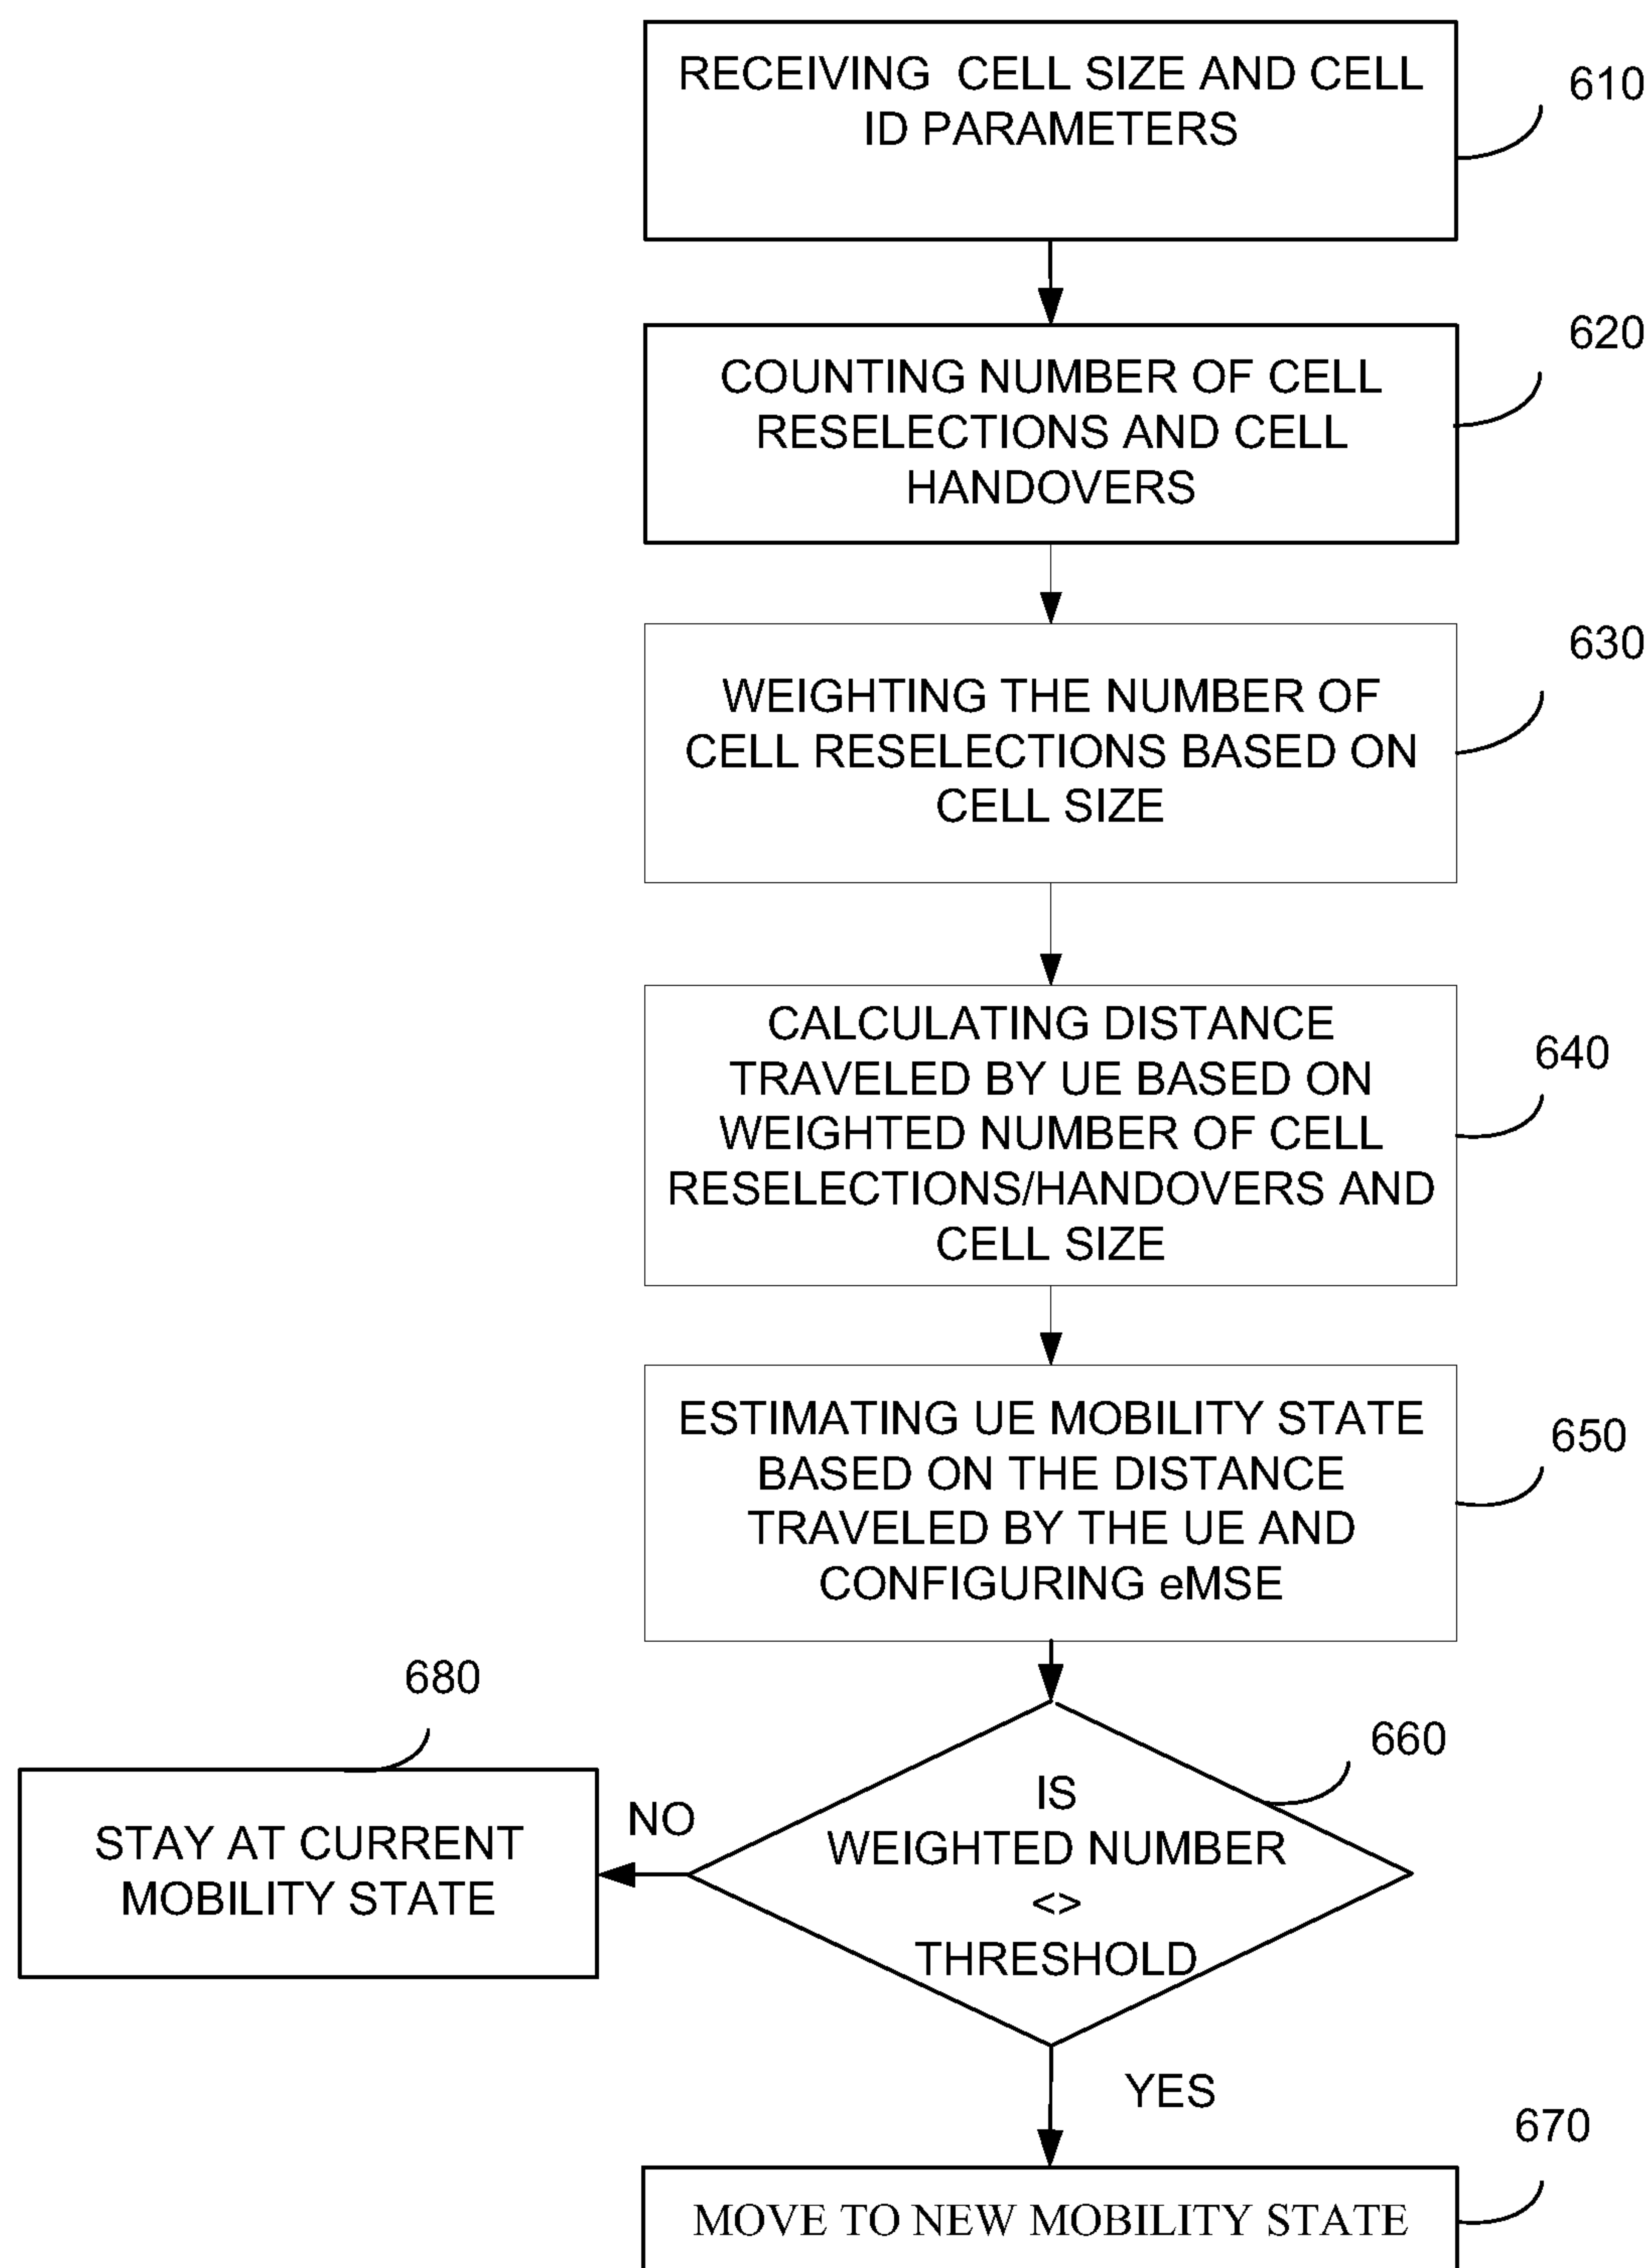 RECEIVING CELL SIZE AND CELL
ID PARAMETERS
610
COUNTING NUMBER OF CELL
RESELECTIONS AND CELL
HANDOVERS
620
WEIGHTING THE NUMBER OF
CELL RESELECTIONS BASED ON
CELL SIZE
630
CALCULATING DISTANCE
TRAVELED BY UE BASED ON
WEIGHTED NUMBER OF CELL
RESELECTIONS/HANDOVERS AND
CELL SIZE
640
ESTIMATING UE MOBILITY STATE
BASED ON THE DISTANCE
TRAVELED BY THE UE AND
CONFIGURING eMSE
650
680
STAY AT CURRENT
MOBILITY STATE
NO
660
IS
WEIGHTED NUMBER
<>
THRESHOLD
YES
670
MOVE TO NEW MOBILITY STATE